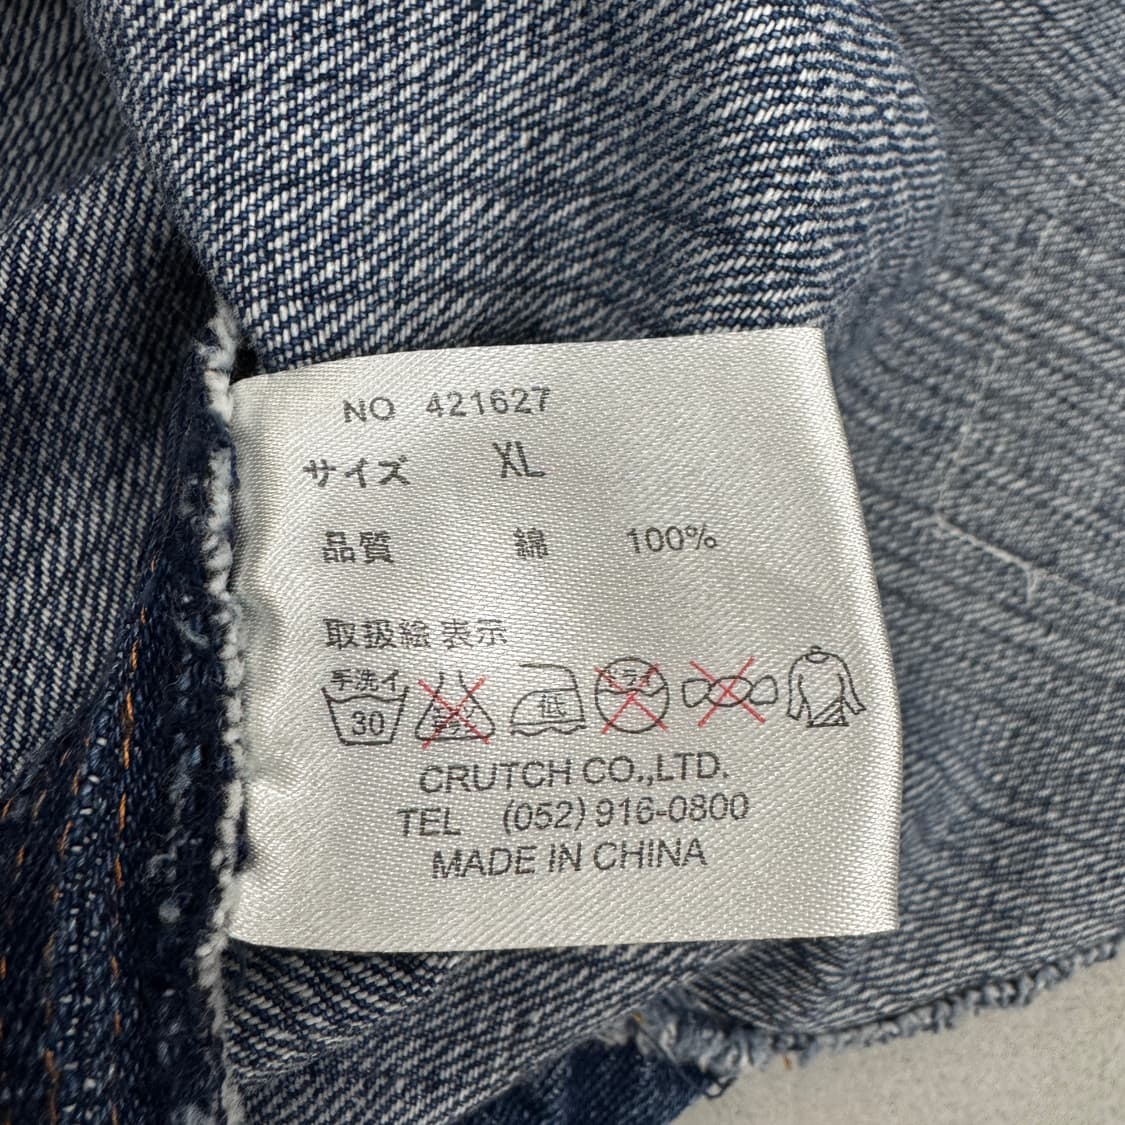 NO 421627
サイズ XL
品質 綿 100%
取扱絵表示
手洗イ
30
低
CRUTCH CO.,LTD.
TEL (052)916-0800
MADE IN CHINA